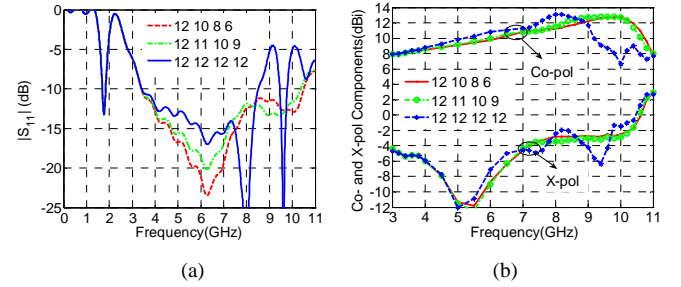 |S11| (dB)
0
-5
-10
-15
-20
-25
12 10 8 6
12 11 10 9
12 12 12 12
0 1 2 3 4 5 6 7 8 9 10 11
Frequency(GHz)
(a)
Co- and X-pol Components(dBi)
14
12
10
8
6
4
2
0
-2
-4
-6
-8
-10
-12
Co-pol
12 10 8 6
12 11 10 9
12 12 12 12
X-pol
3 4 5 6 7 8 9 10 11
Frequency(GHz)
(b)